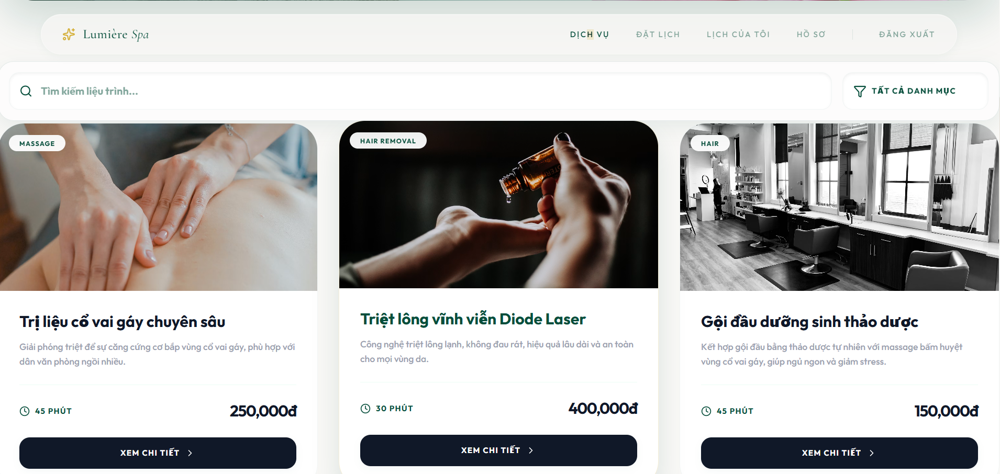 Lumière Spa
DỊCH VỤ
ĐẶT LỊCH
LỊCH CỦA TÔI
HỒ SƠ
ĐĂNG XUẤT
Tìm kiếm liệu trình...
TẤT CẢ DANH MỤC
MASSAGE
Trị liệu cổ vai gáy chuyên sâu
Giải phóng triệt để sự căng cứng cơ bắp vùng cổ vai gáy, phù hợp với
dân văn phòng ngồi nhiều.
45 PHÚT
250,000đ
XEM CHI TIẾT
HAIR REMOVAL
Triệt lông vĩnh viễn Diode Laser
Công nghệ triệt lông lạnh, không đau rát, hiệu quả lâu dài và an toàn
cho mọi vùng da.
30 PHÚT
400,000đ
XEM CHI TIẾT
HAIR
Gội đầu dưỡng sinh thảo dược
Kết hợp gội đầu bằng thảo dược tự nhiên với massage bấm huyệt
vùng cổ vai gáy, giúp ngủ ngon và giảm stress.
45 PHÚT
150,000đ
XEM CHI TIẾT